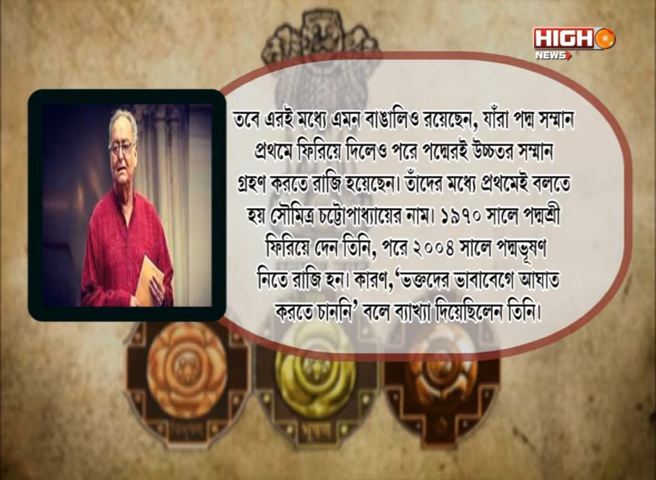 HIGH
NEWS
তবে এরই মধ্যে এমন বাঙালিও রয়েছেন, যাঁরা পদ্ম সম্মান
প্রথমে ফিরিয়ে দিলেও পরে পদ্মেরই উচ্চতর সম্মান
গ্রহণ করতে রাজি হয়েছেন। তাঁদের মধ্যে প্রথমেই বলতে
হয় সৌমিত্র চট্টোপাধ্যায়ের নাম। ১৯৭০ সালে পদ্মশ্রী
ফিরিয়ে দেন তিনি, পরে ২০০৪ সালে পদ্মভূষণ
নিতে রাজি হন। কারণ,‘ভক্তদের ভাবাবেগে আঘাত
করতে চাননি’ বলে ব্যাখ্যা দিয়েছিলেন তিনি।